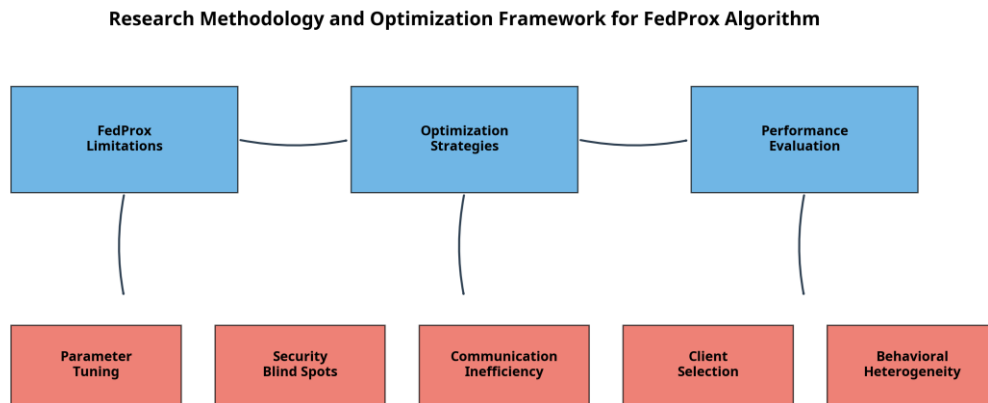 Research Methodology and Optimization Framework for FedProx Algorithm
FedProx
Limitations
Optimization
Strategies
Performance
Evaluation
Parameter
Tuning
Security
Blind Spots
Communication
Inefficiency
Client
Selection
Behavioral
Heterogeneity